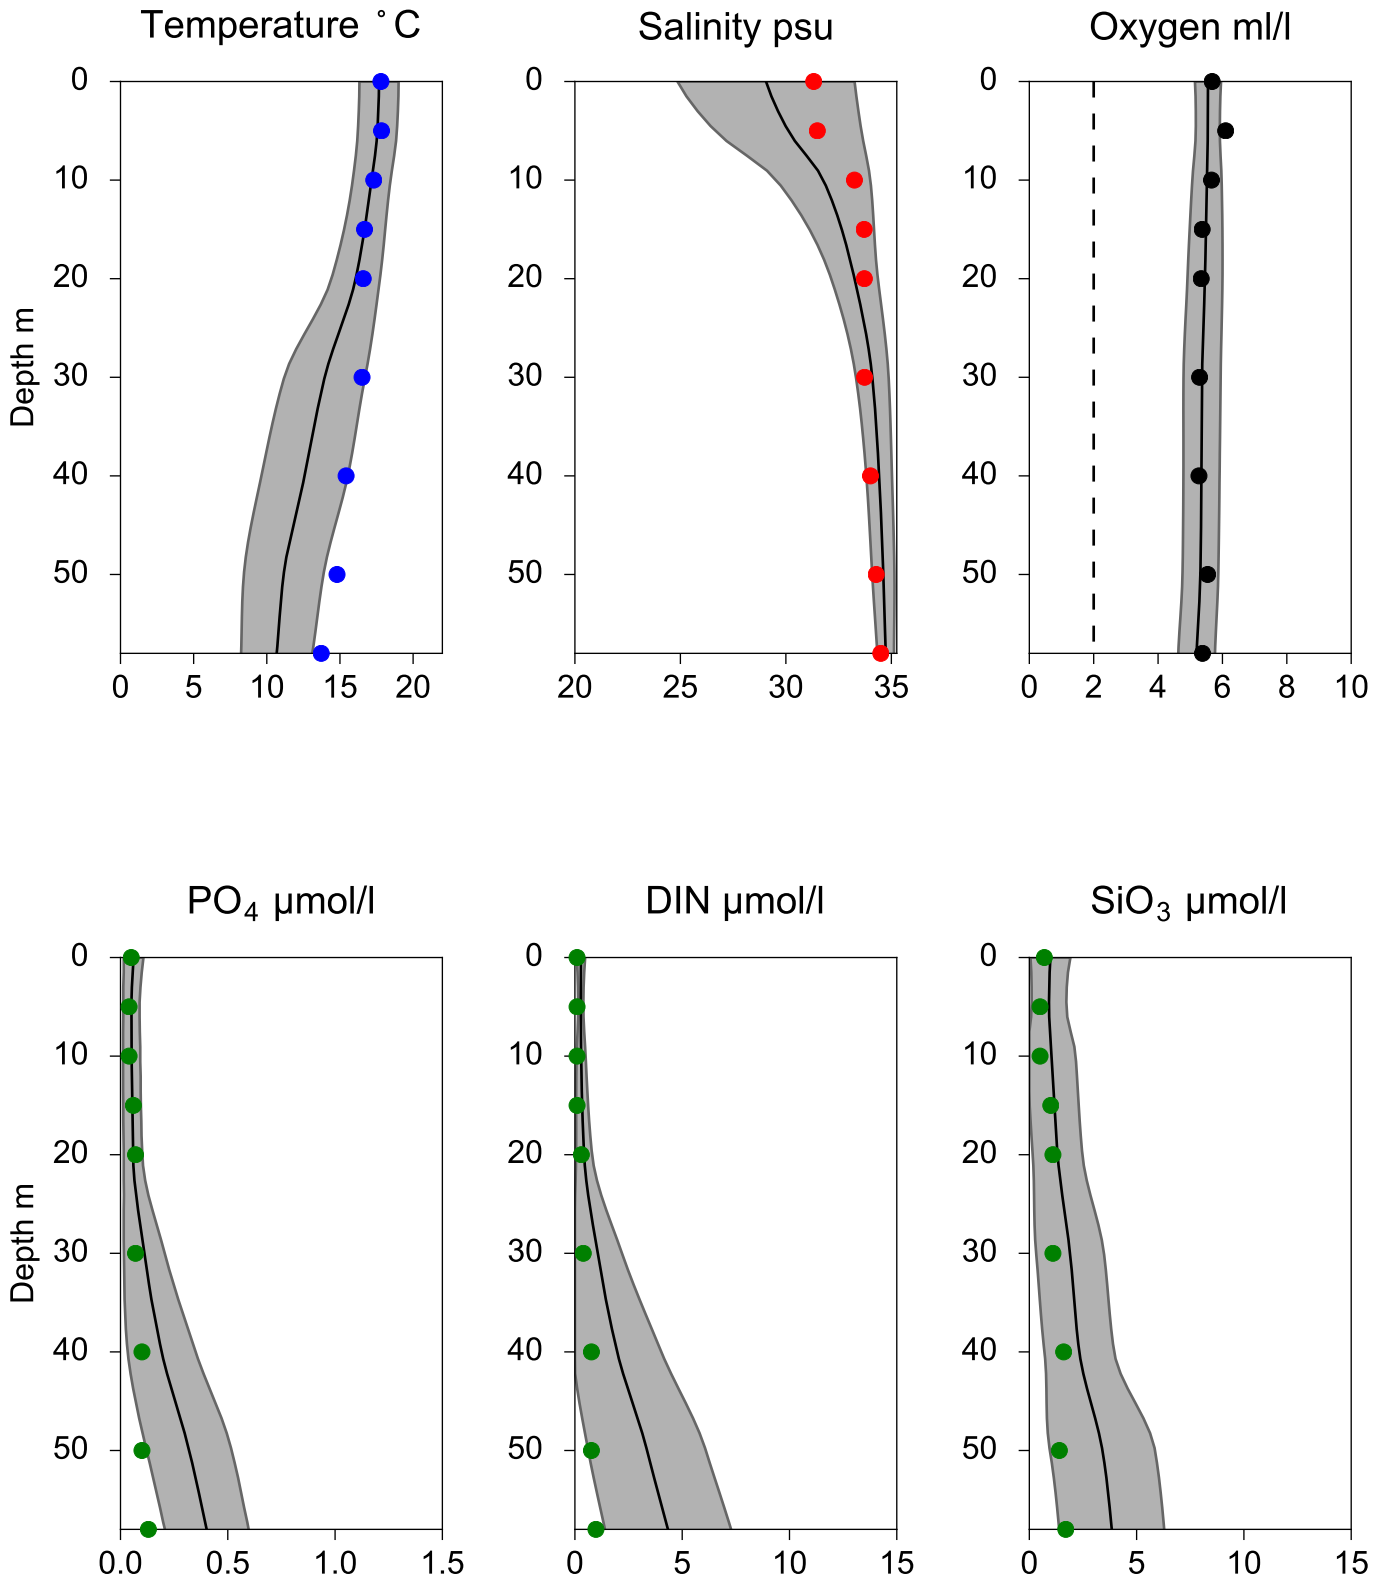 Temperature °C
Salinity psu
Oxygen ml/l
0
10
20
30
40
50
Depth m
0 5 10 15 20
0
10
20
30
40
50
20 25 30 35
0
10
20
30
40
50
0 2 4 6 8 10
PO₄ µmol/l
DIN µmol/l
SiO₃ µmol/l
0
10
20
30
40
50
Depth m
0.0 0.5 1.0 1.5
0
10
20
30
40
50
0 5 10 15
0
10
20
30
40
50
0 5 10 15